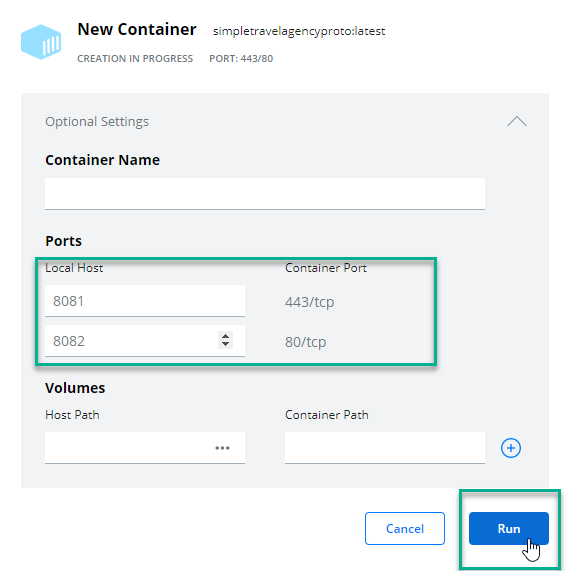 New Container simpletravelagencyproto:latest
CREATION IN PROGRESS PORT: 443/80
Optional Settings
Container Name
Ports
Local Host Container Port
8081 443/tcp
8082 80/tcp
Volumes
Host Path Container Path
Cancel Run